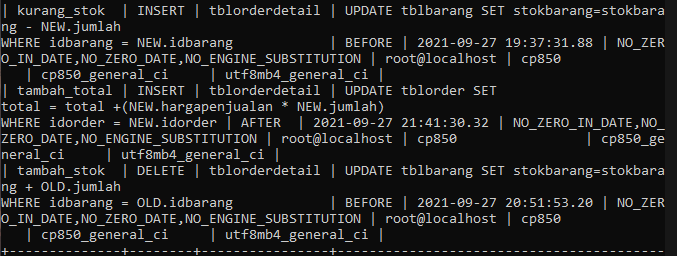 | kurang_stok  | INSERT | tblorderdetail | UPDATE tblbarang SET stokbarang=stokbara
ng - NEW.jumlah
WHERE idbarang = NEW.idbarang            | BEFORE | 2021-09-27 19:37:31.88 | NO_ZER
O_IN_DATE,NO_ZERO_DATE,NO_ENGINE_SUBSTITUTION | root@localhost | cp850
    | cp850_general_ci     | utf8mb4_general_ci |
| tambah_total | INSERT | tblorderdetail | UPDATE tblorder SET
total = total +(NEW.hargapenjualan * NEW.jumlah)
WHERE idorder = NEW.idorder | AFTER  | 2021-09-27 21:41:30.32 | NO_ZERO_IN_DATE,NO_
ZERO_DATE,NO_ENGINE_SUBSTITUTION | root@localhost | cp850                | cp850_ge
neral_ci     | utf8mb4_general_ci |
| tambah_stok  | DELETE | tblorderdetail | UPDATE tblbarang SET stokbarang=stokbara
ng + OLD.jumlah
WHERE idbarang = OLD.idbarang            | BEFORE | 2021-09-27 20:51:53.20 | NO_ZER
O_IN_DATE,NO_ZERO_DATE,NO_ENGINE_SUBSTITUTION | root@localhost | cp850
    | cp850_general_ci     | utf8mb4_general_ci |
+--------------+--------+----------------+-----------------------------------------